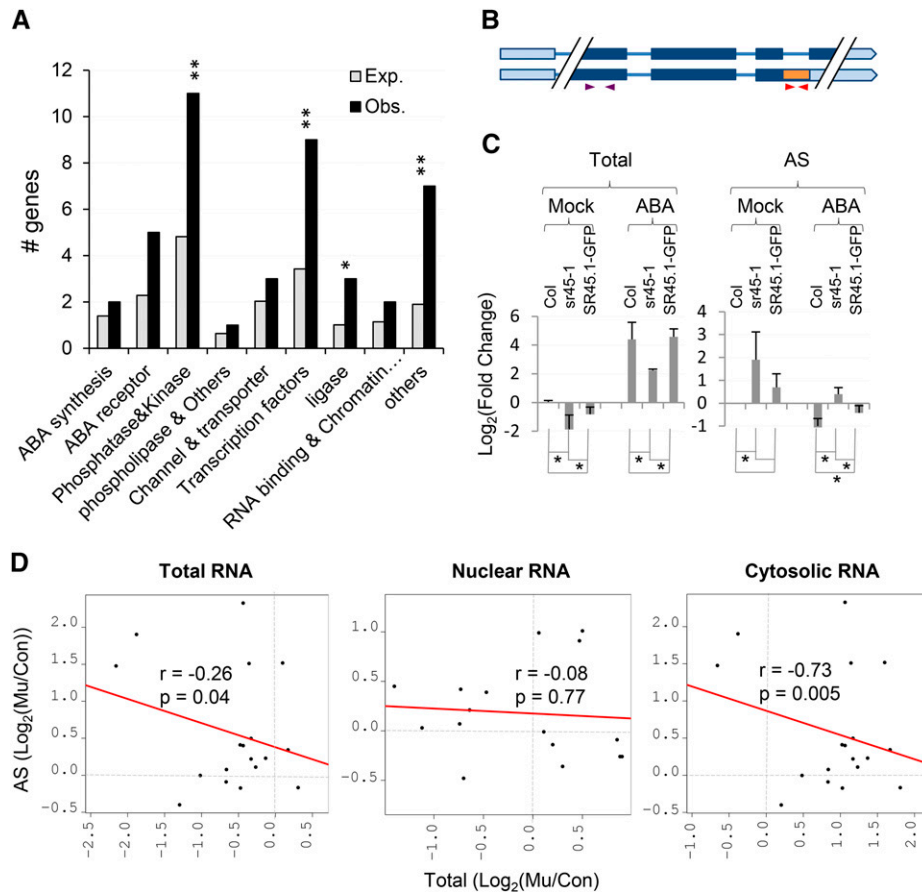 A
# genes
12
10
8
6
4
2
0
Exp.
Obs.
**
**
*
**
ABA synthesis
ABA receptor
Phosphatase&Kinase
phospholipase & Others
Channel & transporter
Transcription factors
ligase
RNA binding & Chromatin...
others
B
C
Total
AS
Mock
ABA
Mock
ABA
Col
sr45-1
SR45.1-GFP
Col
sr45-1
SR45.1-GFP
Col
sr45-1
SR45.1-GFP
Col
sr45-1
SR45.1-GFP
Log2(Fold Change)
6
4
2
0
-2
4
3
2
1
0
-1
*
*
*
*
*
*
*
*
D
Total RNA
Nuclear RNA
Cytosolic RNA
AS (Log2(Mu/Con))
2.0
1.5
1.0
0.5
0.0
-0.5
r = -0.26
p = 0.04
-2.5
-2.0
-1.5
-1.0
-0.5
0.0
0.5
1.0
0.5
0.0
-0.5
r = -0.08
p = 0.77
-1.0
-0.5
0.0
0.5
2.0
1.5
1.0
0.5
0.0
-0.5
r = -0.73
p = 0.005
-1.0
-0.5
0.0
0.5
1.0
1.5
2.0
Total (Log2(Mu/Con)